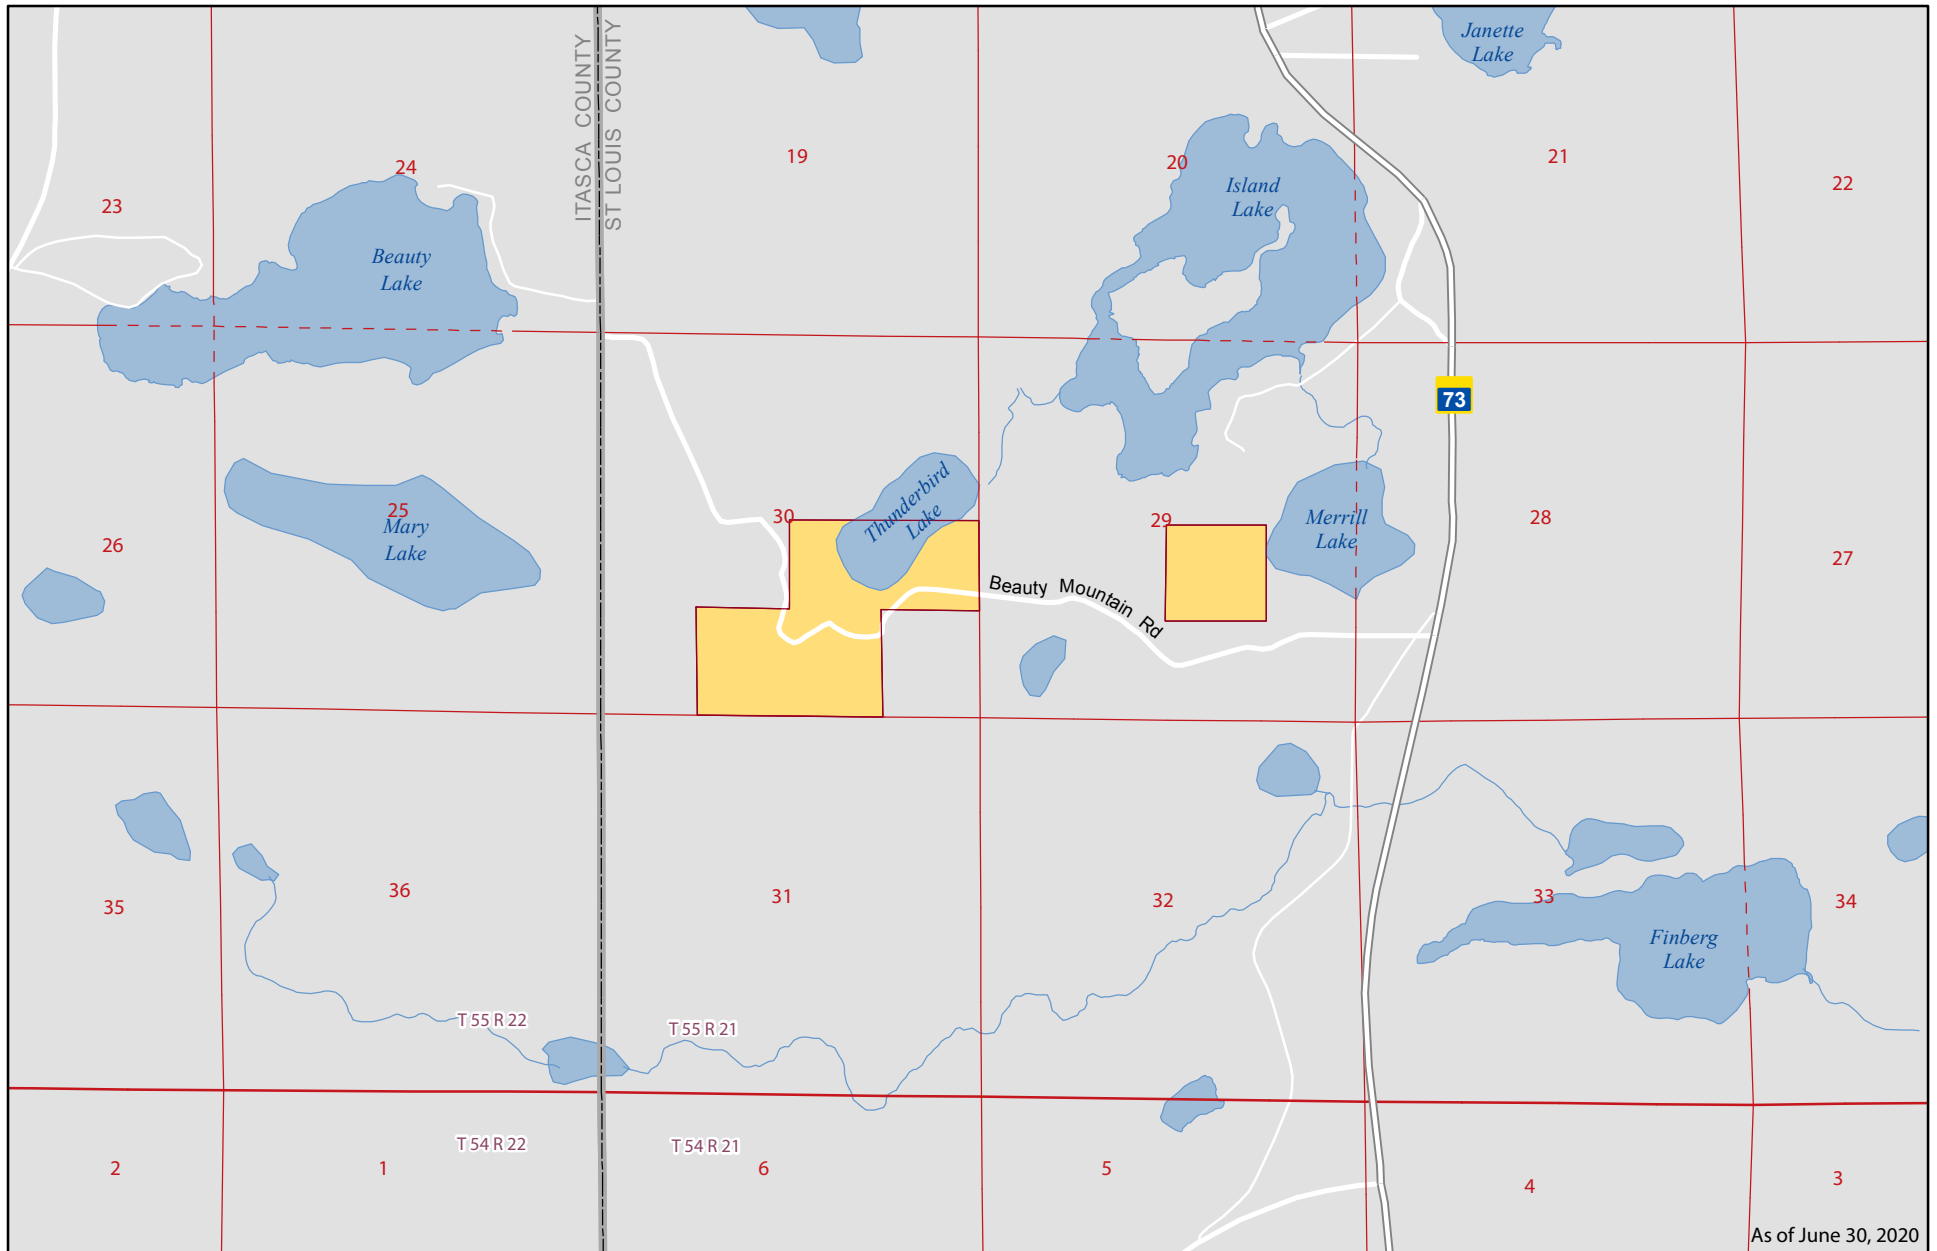 Janette
Lake
ITASCA COUNTY
ST LOUIS COUNTY
19
20
21
22
23
24
Island
Lake
Beauty
Lake
73
25
Mary
Lake
26
30
Thunderbird
Lake
29
Merrill
Lake
28
27
Beauty Mountain Rd
35
36
31
32
33
34
Finberg
Lake
T 55 R 22
T 55 R 21
T 54 R 22
T 54 R 21
2
1
6
5
4
3
As of June 30, 2020